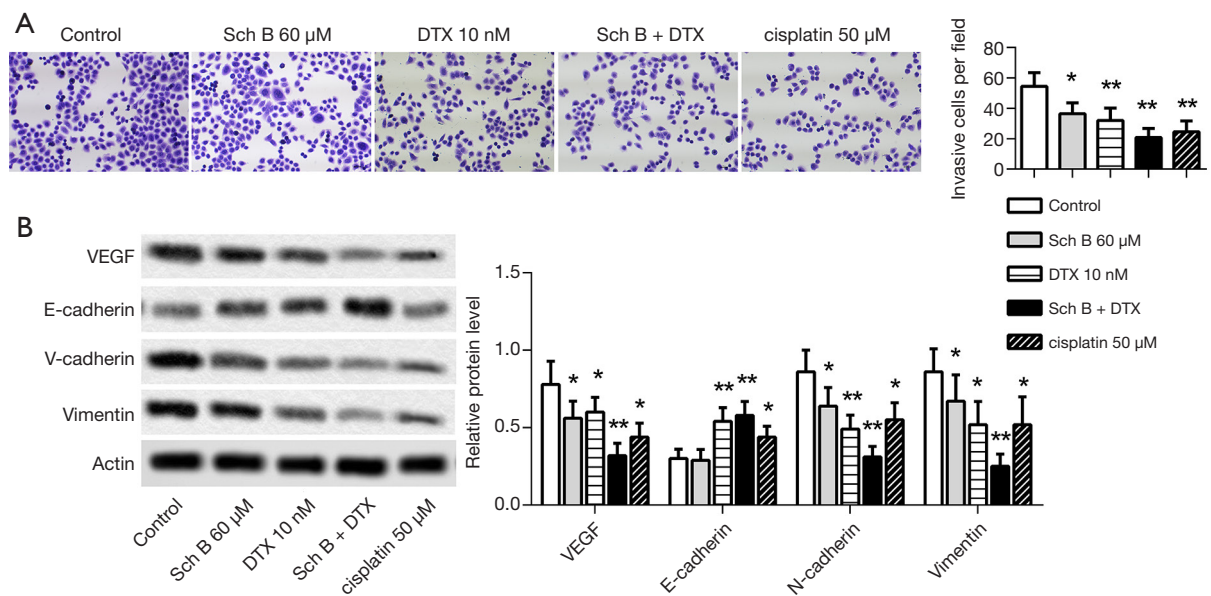 A
Control
Sch B 60 µM
DTX 10 nM
Sch B + DTX
cisplatin 50 µM
Invasive cells per field
80
60
40
20
0
*
**
**
**
Control
Sch B 60 µM
DTX 10 nM
Sch B + DTX
cisplatin 50 µM
B
VEGF
E-cadherin
V-cadherin
Vimentin
Actin
Control
Sch B 60 µM
DTX 10 nM
Sch B + DTX
cisplatin 50 µM
Relative protein level
1.5
1.0
0.5
0.0
*
*
**
*
**
**
*
*
**
**
*
*
*
**
*
VEGF
E-cadherin
N-cadherin
Vimentin